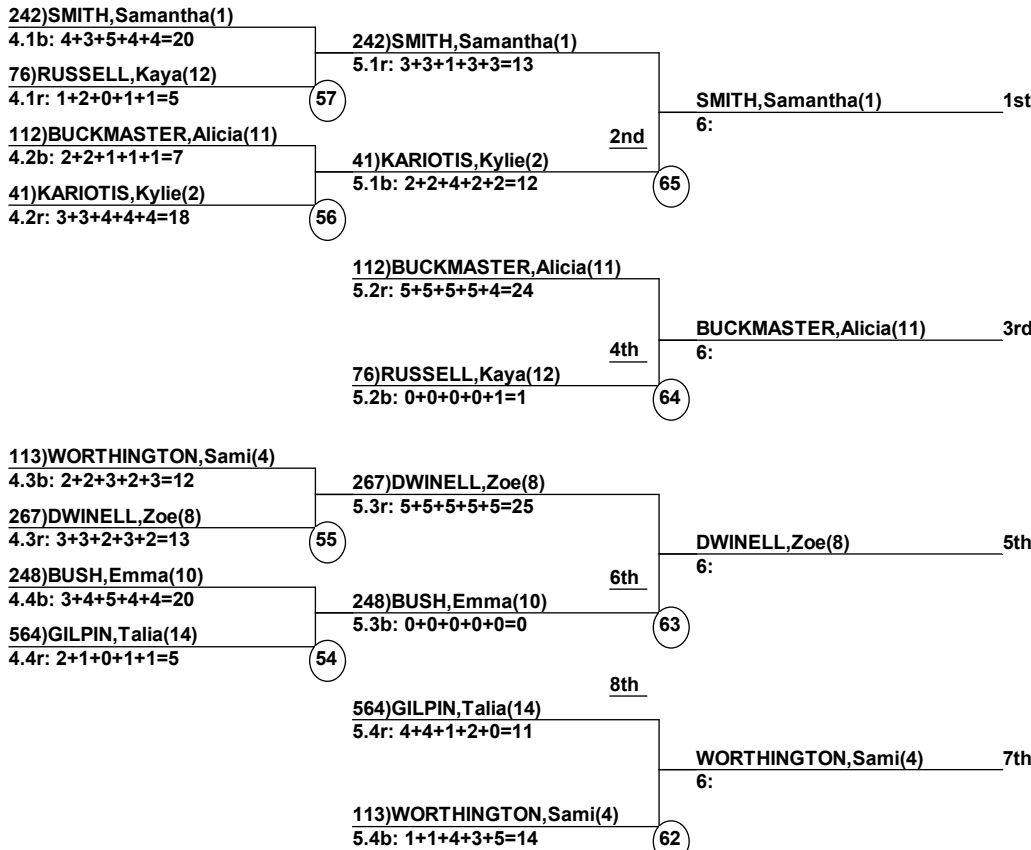 242)SMITH,Samantha(1)
4.1b: 4+3+5+4+4=20
76)RUSSELL,Kaya(12)
4.1r: 1+2+0+1+1=5
57
112)BUCKMASTER,Alicia(11)
4.2b: 2+2+1+1+1=7
41)KARIOTIS,Kylie(2)
4.2r: 3+3+4+4+4=18
56
242)SMITH,Samantha(1)
5.1r: 3+3+1+3+3=13
2nd
41)KARIOTIS,Kylie(2)
5.1b: 2+2+4+2+2=12
65
SMITH,Samantha(1) 1st
6:
112)BUCKMASTER,Alicia(11)
5.2r: 5+5+5+5+4=24
4th
76)RUSSELL,Kaya(12)
5.2b: 0+0+0+0+1=1
64
BUCKMASTER,Alicia(11) 3rd
6:
113)WORTHINGTON,Sami(4)
4.3b: 2+2+3+2+3=12
267)DWINELL,Zoe(8)
4.3r: 3+3+2+3+2=13
55
248)BUSH,Emma(10)
4.4b: 3+4+5+4+4=20
564)GILPIN,Talia(14)
4.4r: 2+1+0+1+1=5
54
267)DWINELL,Zoe(8)
5.3r: 5+5+5+5+5=25
6th
248)BUSH,Emma(10)
5.3b: 0+0+0+0+0=0
63
DWINELL,Zoe(8) 5th
6:
8th
564)GILPIN,Talia(14)
5.4r: 4+4+1+2+0=11
113)WORTHINGTON,Sami(4)
5.4b: 1+1+4+3+5=14
62
WORTHINGTON,Sami(4) 7th
6: